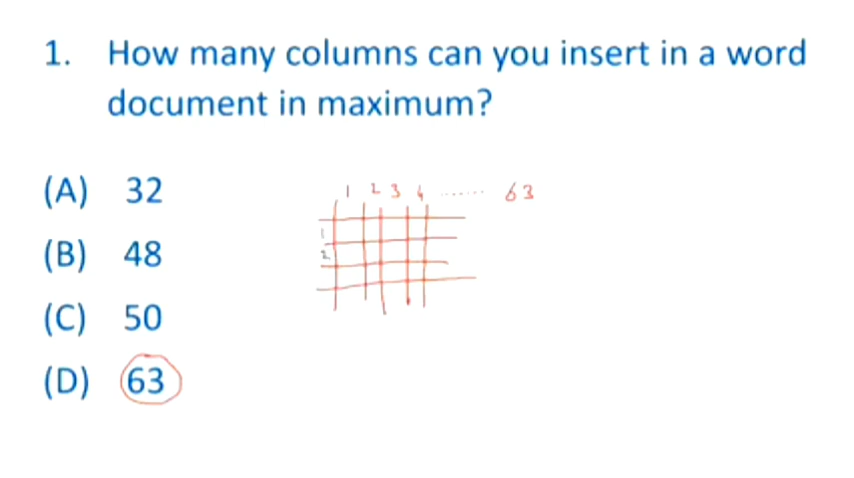 1. How many columns can you insert in a word
document in maximum?
(A) 32
1 2 3 4 ...... 63
1
(B) 48
2
(C) 50
(D) 63